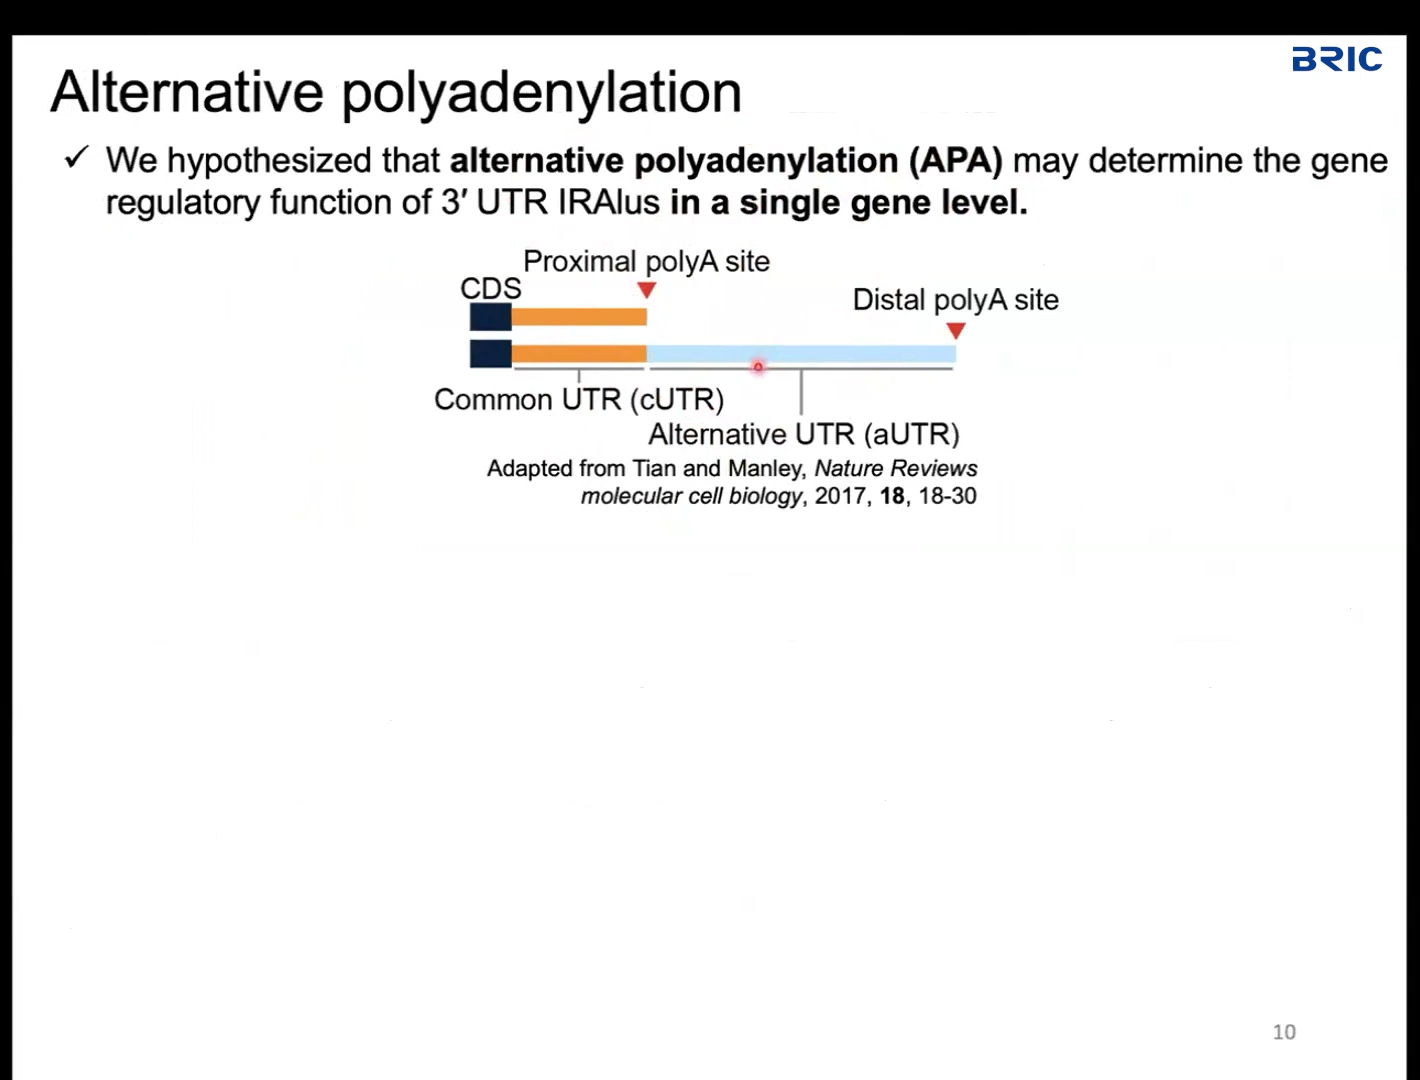 BRIC
Alternative polyadenylation
✓ We hypothesized that alternative polyadenylation (APA) may determine the gene
regulatory function of 3′ UTR IRAlus in a single gene level.
Proximal polyA site
CDS
Distal polyA site
Common UTR (cUTR)
Alternative UTR (aUTR)
Adapted from Tian and Manley, Nature Reviews
molecular cell biology, 2017, 18, 18-30
10